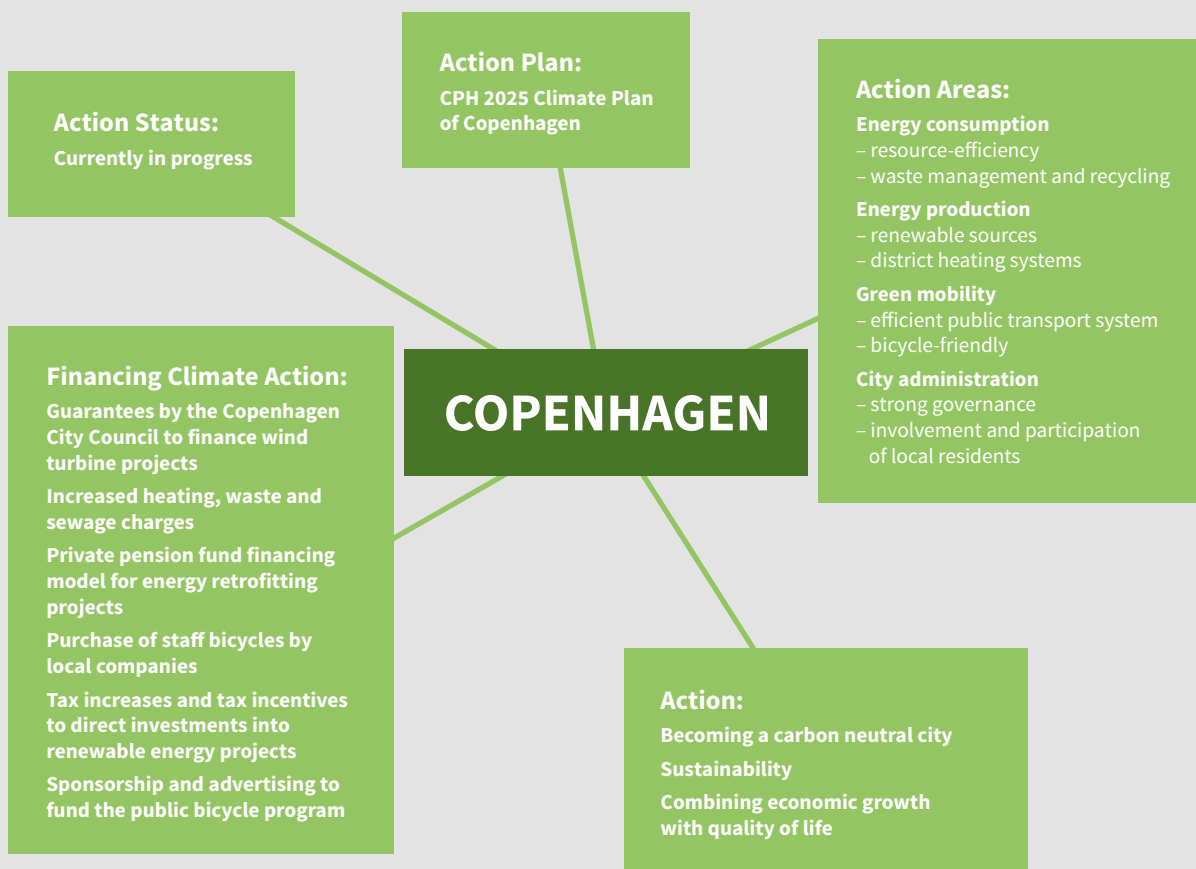 Action Plan:
CPH 2025 Climate Plan
of Copenhagen
Action Status:
Currently in progress
Action Areas:
Energy consumption
– resource-efficiency
– waste management and recycling
Energy production
– renewable sources
– district heating systems
Green mobility
– efficient public transport system
– bicycle-friendly
City administration
– strong governance
– involvement and participation
of local residents
COPENHAGEN
Financing Climate Action:
Guarantees by the Copenhagen
City Council to finance wind
turbine projects
Increased heating, waste and
sewage charges
Private pension fund financing
model for energy retrofitting
projects
Purchase of staff bicycles by
local companies
Tax increases and tax incentives
to direct investments into
renewable energy projects
Sponsorship and advertising to
fund the public bicycle program
Action:
Becoming a carbon neutral city
Sustainability
Combining economic growth
with quality of life